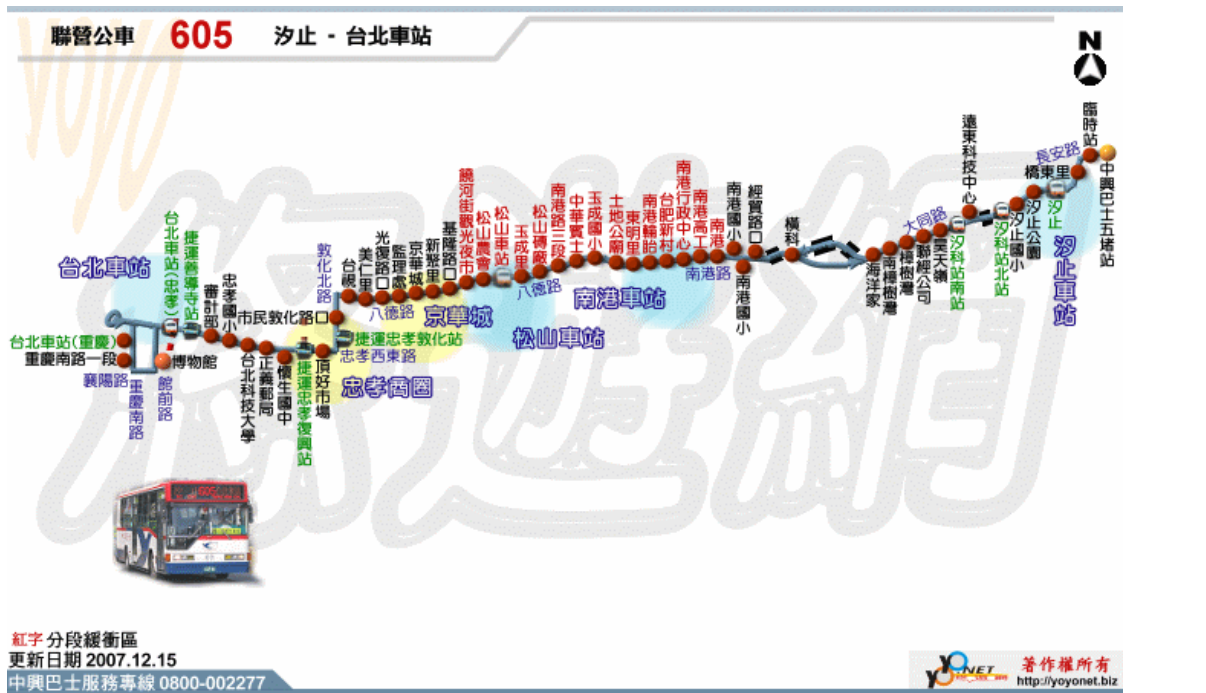 聯營公車 605 汐止 - 台北車站
N
臨時站
中興巴士五堵站
長安路
橋東里
汐止
汐止車站
汐止公園
汐止國小
汐科站北站
遠東科技中心
汐科站南站
昊天嶺
大同路
聯經公司
樟樹灣
南樟樹灣
海洋家
橫科
經貿路口
南港國小
南港國小
南港
南港路
南港高工
南港行政中心
台肥新村
南港輪胎
東明里
土地公廟
南港車站
玉成國小
中華賓士
南港路三段
松山磚廠
玉成里
八德路
松山車站
松山車站
松山農會
饒河街觀光夜市
基隆路口
新聚里
京華城
京華城
監理處
光復路口
八德路
美仁里
台視
敦化北路
市民敦化路口
捷運忠孝敦化站
忠孝西東路
忠孝商圈
頂好市場
捷運忠孝復興站
懷生國中
正義郵局
台北科技大學
忠孝國小
審計部
捷運善導寺站
台北車站(忠孝)
台北車站
台北車站(重慶)
重慶南路一段
襄陽路
重慶南路
館前路
博物館
605
紅字 分段緩衝區
更新日期 2007.12.15
中興巴士服務專線 0800-002277
YOYONET
著作權所有
http://yoyonet.biz
YOYO